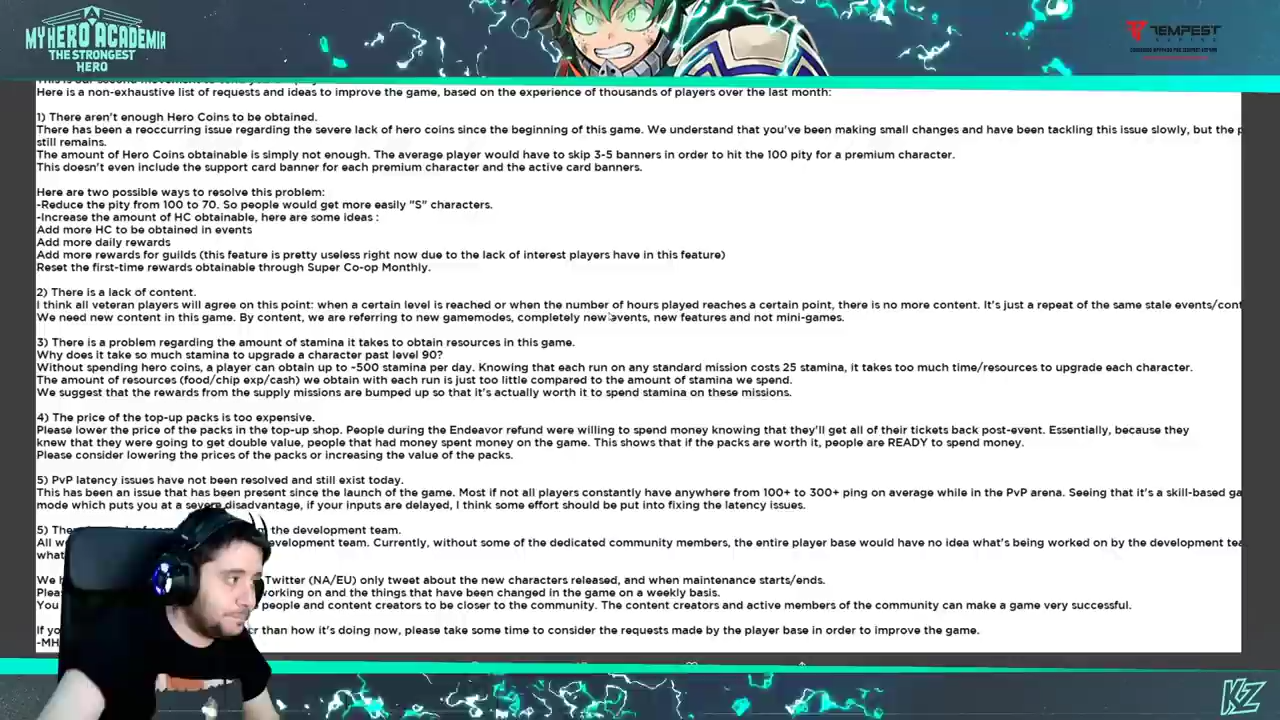 MY HERO ACADEMIA
THE STRONGEST
HERO
TEMPEST
Here is a non-exhaustive list of requests and ideas to improve the game, based on the experience of thousands of players over the last month:
1) There aren't enough Hero Coins to be obtained.
There has been a reoccurring issue regarding the severe lack of hero coins since the beginning of this game. We understand that you've been making small changes and have been tackling this issue slowly, but the p
still remains.
The amount of Hero Coins obtainable is simply not enough. The average player would have to skip 3-5 banners in order to hit the 100 pity for a premium character.
This doesn't even include the support card banner for each premium character and the active card banners.
Here are two possible ways to resolve this problem:
-Reduce the pity from 100 to 70. So people would get more easily "S" characters.
-Increase the amount of HC obtainable, here are some ideas :
Add more HC to be obtained in events
Add more daily rewards
Add more rewards for guilds (this feature is pretty useless right now due to the lack of interest players have in this feature)
Reset the first-time rewards obtainable through Super Co-op Monthly.
2) There is a lack of content.
I think all veteran players will agree on this point: when a certain level is reached or when the number of hours played reaches a certain point, there is no more content. It's just a repeat of the same stale events/cont
We need new content in this game. By content, we are referring to new gamemodes, completely new events, new features and not mini-games.
3) There is a problem regarding the amount of stamina it takes to obtain resources in this game.
Why does it take so much stamina to upgrade a character past level 90?
Without spending hero coins, a player can obtain up to ~500 stamina per day. Knowing that each run on any standard mission costs 25 stamina, it takes too much time/resources to upgrade each character.
The amount of resources (food/chip exp/cash) we obtain with each run is just too little compared to the amount of stamina we spend.
We suggest that the rewards from the supply missions are bumped up so that it's actually worth it to spend stamina on these missions.
4) The price of the top-up packs is too expensive.
Please lower the price of the packs in the top-up shop. People during the Endeavor refund were willing to spend money knowing that they'll get all of their tickets back post-event. Essentially, because they
knew that they were going to get double value, people that had money spent money on the game. This shows that if the packs are worth it, people are READY to spend money.
Please consider lowering the prices of the packs or increasing the value of the packs.
5) PvP latency issues have not been resolved and still exist today.
This has been an issue that has been present since the launch of the game. Most if not all players constantly have anywhere from 100+ to 300+ ping on average while in the PvP arena. Seeing that it's a skill-based ga
mode which puts you at a severe disadvantage, if your inputs are delayed, I think some effort should be put into fixing the latency issues.
5) The the development team.
All w evelopment team. Currently, without some of the dedicated community members, the entire player base would have no idea what's being worked on by the development tea
what
We h Twitter (NA/EU) only tweet about the new characters released, and when maintenance starts/ends.
Plea working on and the things that have been changed in the game on a weekly basis.
You people and content creators to be closer to the community. The content creators and active members of the community can make a game very successful.
If yo than how it's doing now, please take some time to consider the requests made by the player base in order to improve the game.
-MH
KZ